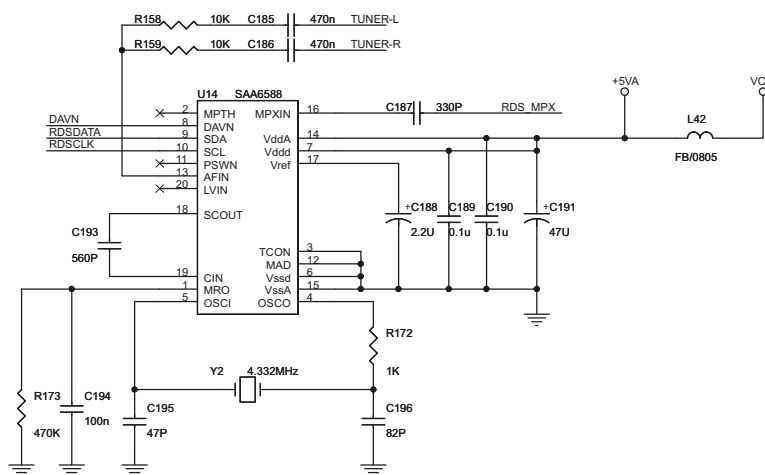 R158 10K C185 470n TUNER-L
R159 10K C186 470n TUNER-R
U14 SAA6588
+5VA VC
2 MPTH MPXIN 16 C187 330P RDS_MPX
DAVN 8 DAVN
RDSDATA 9 SDA VddA 14
RDSCLK 10 SCL Vddd 7
11 PSWN Vref 17
13 AFIN
20 LVIN
L42
FB/0805
18 SCOUT
+C188 C189 C190 +C191
2.2U 0.1u 0.1u 47U
C193
560P
TCON 3
MAD 12
19 CIN Vssd 6
1 MRO VssA 15
5 OSCI OSCO 4
R172
1K
Y2 4.332MHz
R173 C194 C195 C196
470K 100n 47P 82P